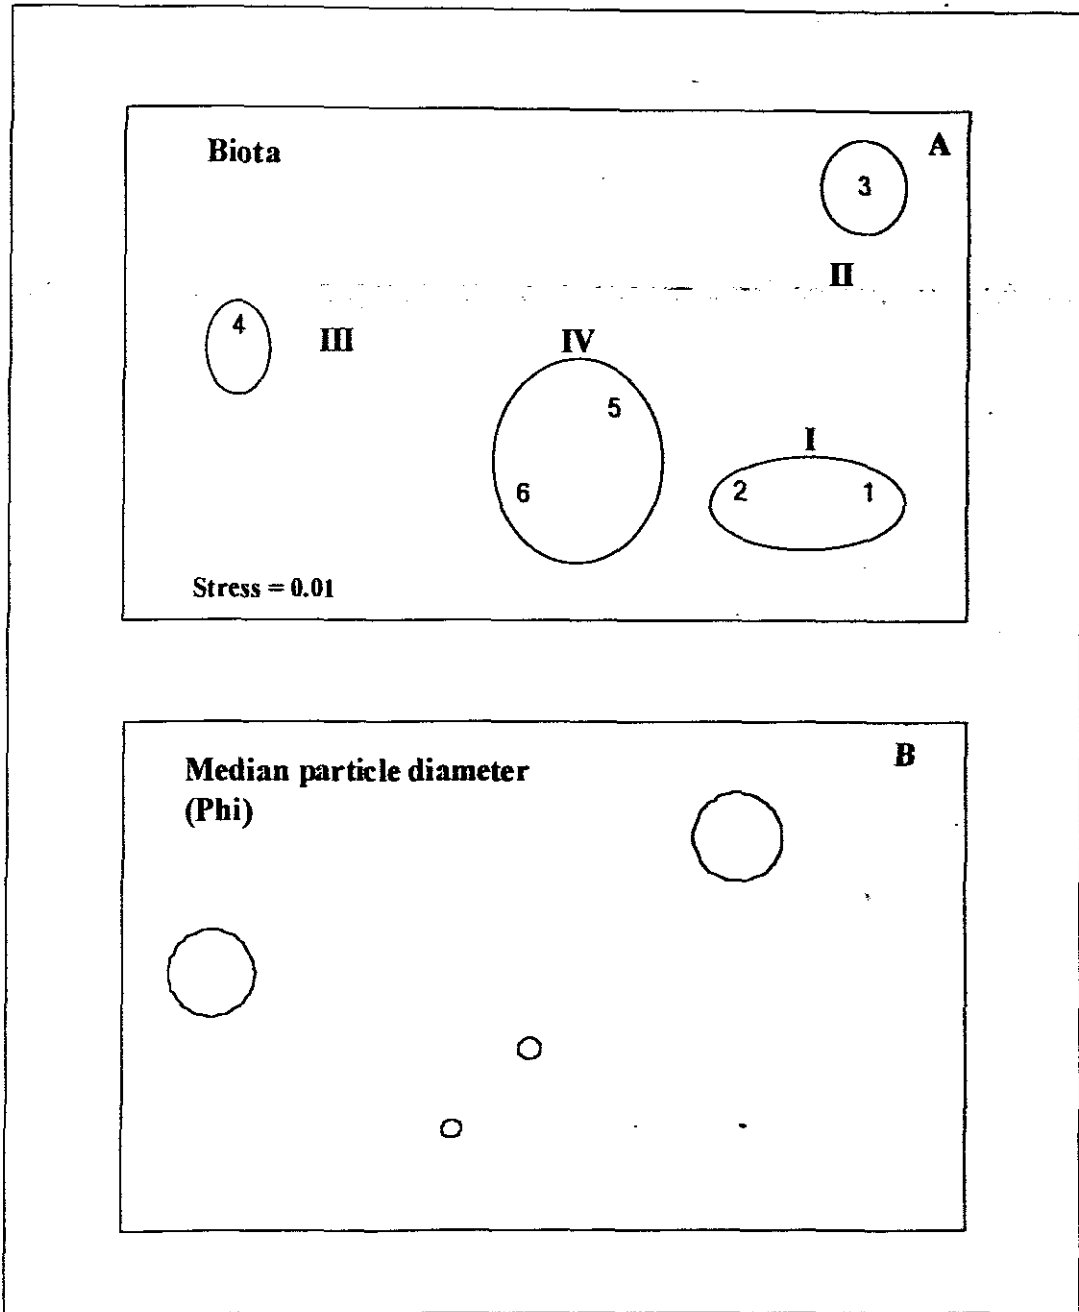 Biota
A
3
II
4
III
IV
5
I
6
2
1
Stress = 0.01
Median particle diameter
(Phi)
B